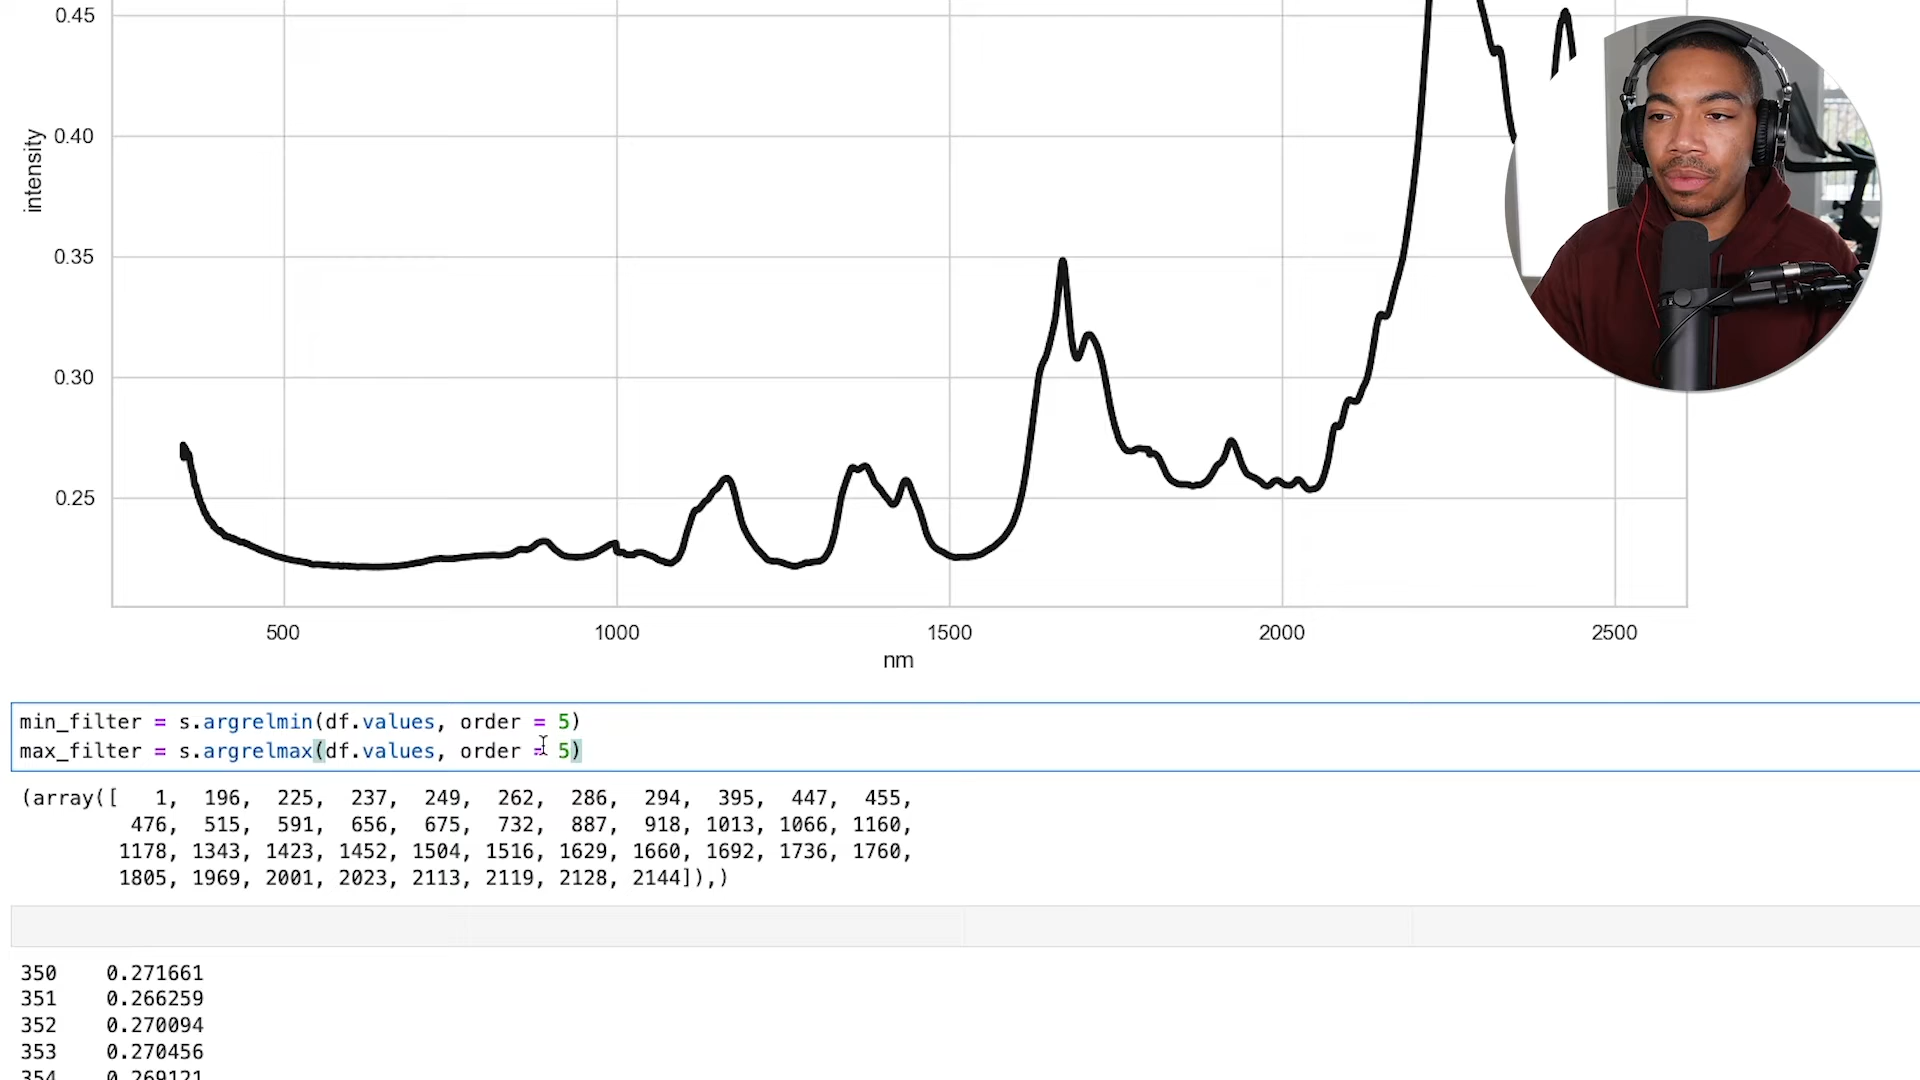 0.45
0.40
0.35
0.30
0.25
intensity
500 1000 1500 2000 2500
nm
min_filter = s.argrelmin(df.values, order = 5)
max_filter = s.argrelmax(df.values, order = 5)
(array([ 1, 196, 225, 237, 249, 262, 286, 294, 395, 447, 455,
476, 515, 591, 656, 675, 732, 887, 918, 1013, 1066, 1160,
1178, 1343, 1423, 1452, 1504, 1516, 1629, 1660, 1692, 1736, 1760,
1805, 1969, 2001, 2023, 2113, 2119, 2128, 2144]),)
350 0.271661
351 0.266259
352 0.270094
353 0.270456
354 0.269121